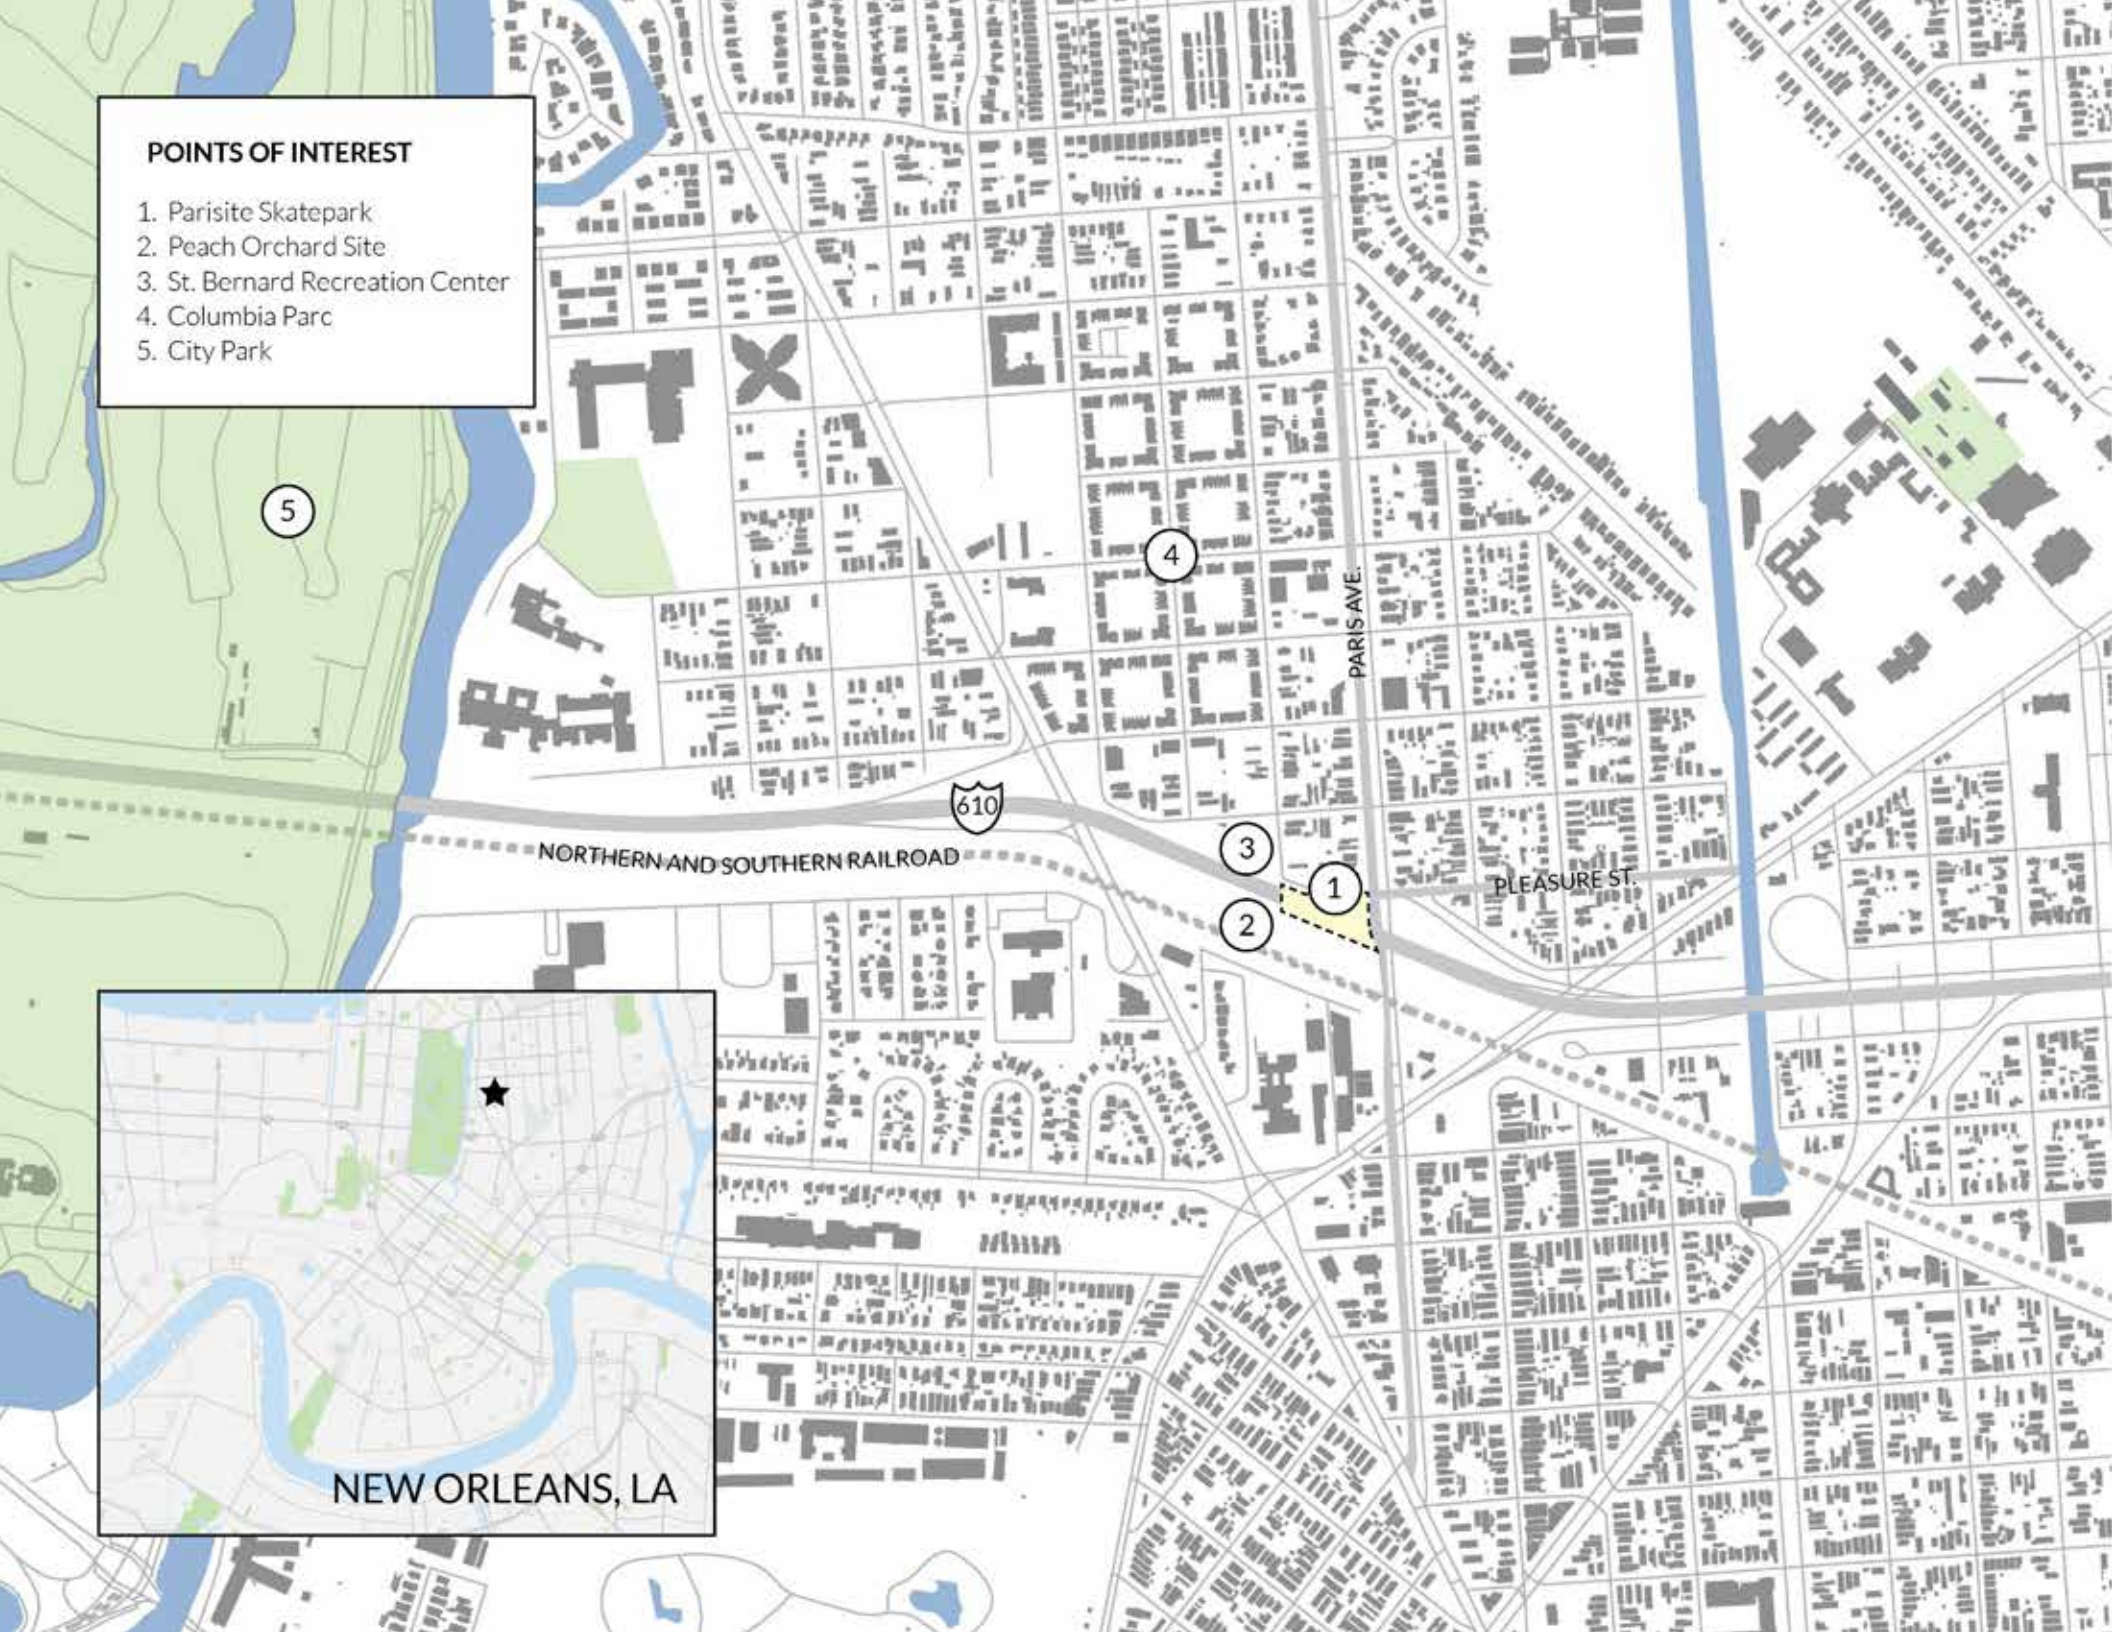 POINTS OF INTEREST
1. Parisite Skatepark
2. Peach Orchard Site
3. St. Bernard Recreation Center
4. Columbia Parc
5. City Park
5
4
PARIS AVE.
610
NORTHERN AND SOUTHERN RAILROAD
3
1
PLEASURE ST.
2
NEW ORLEANS, LA